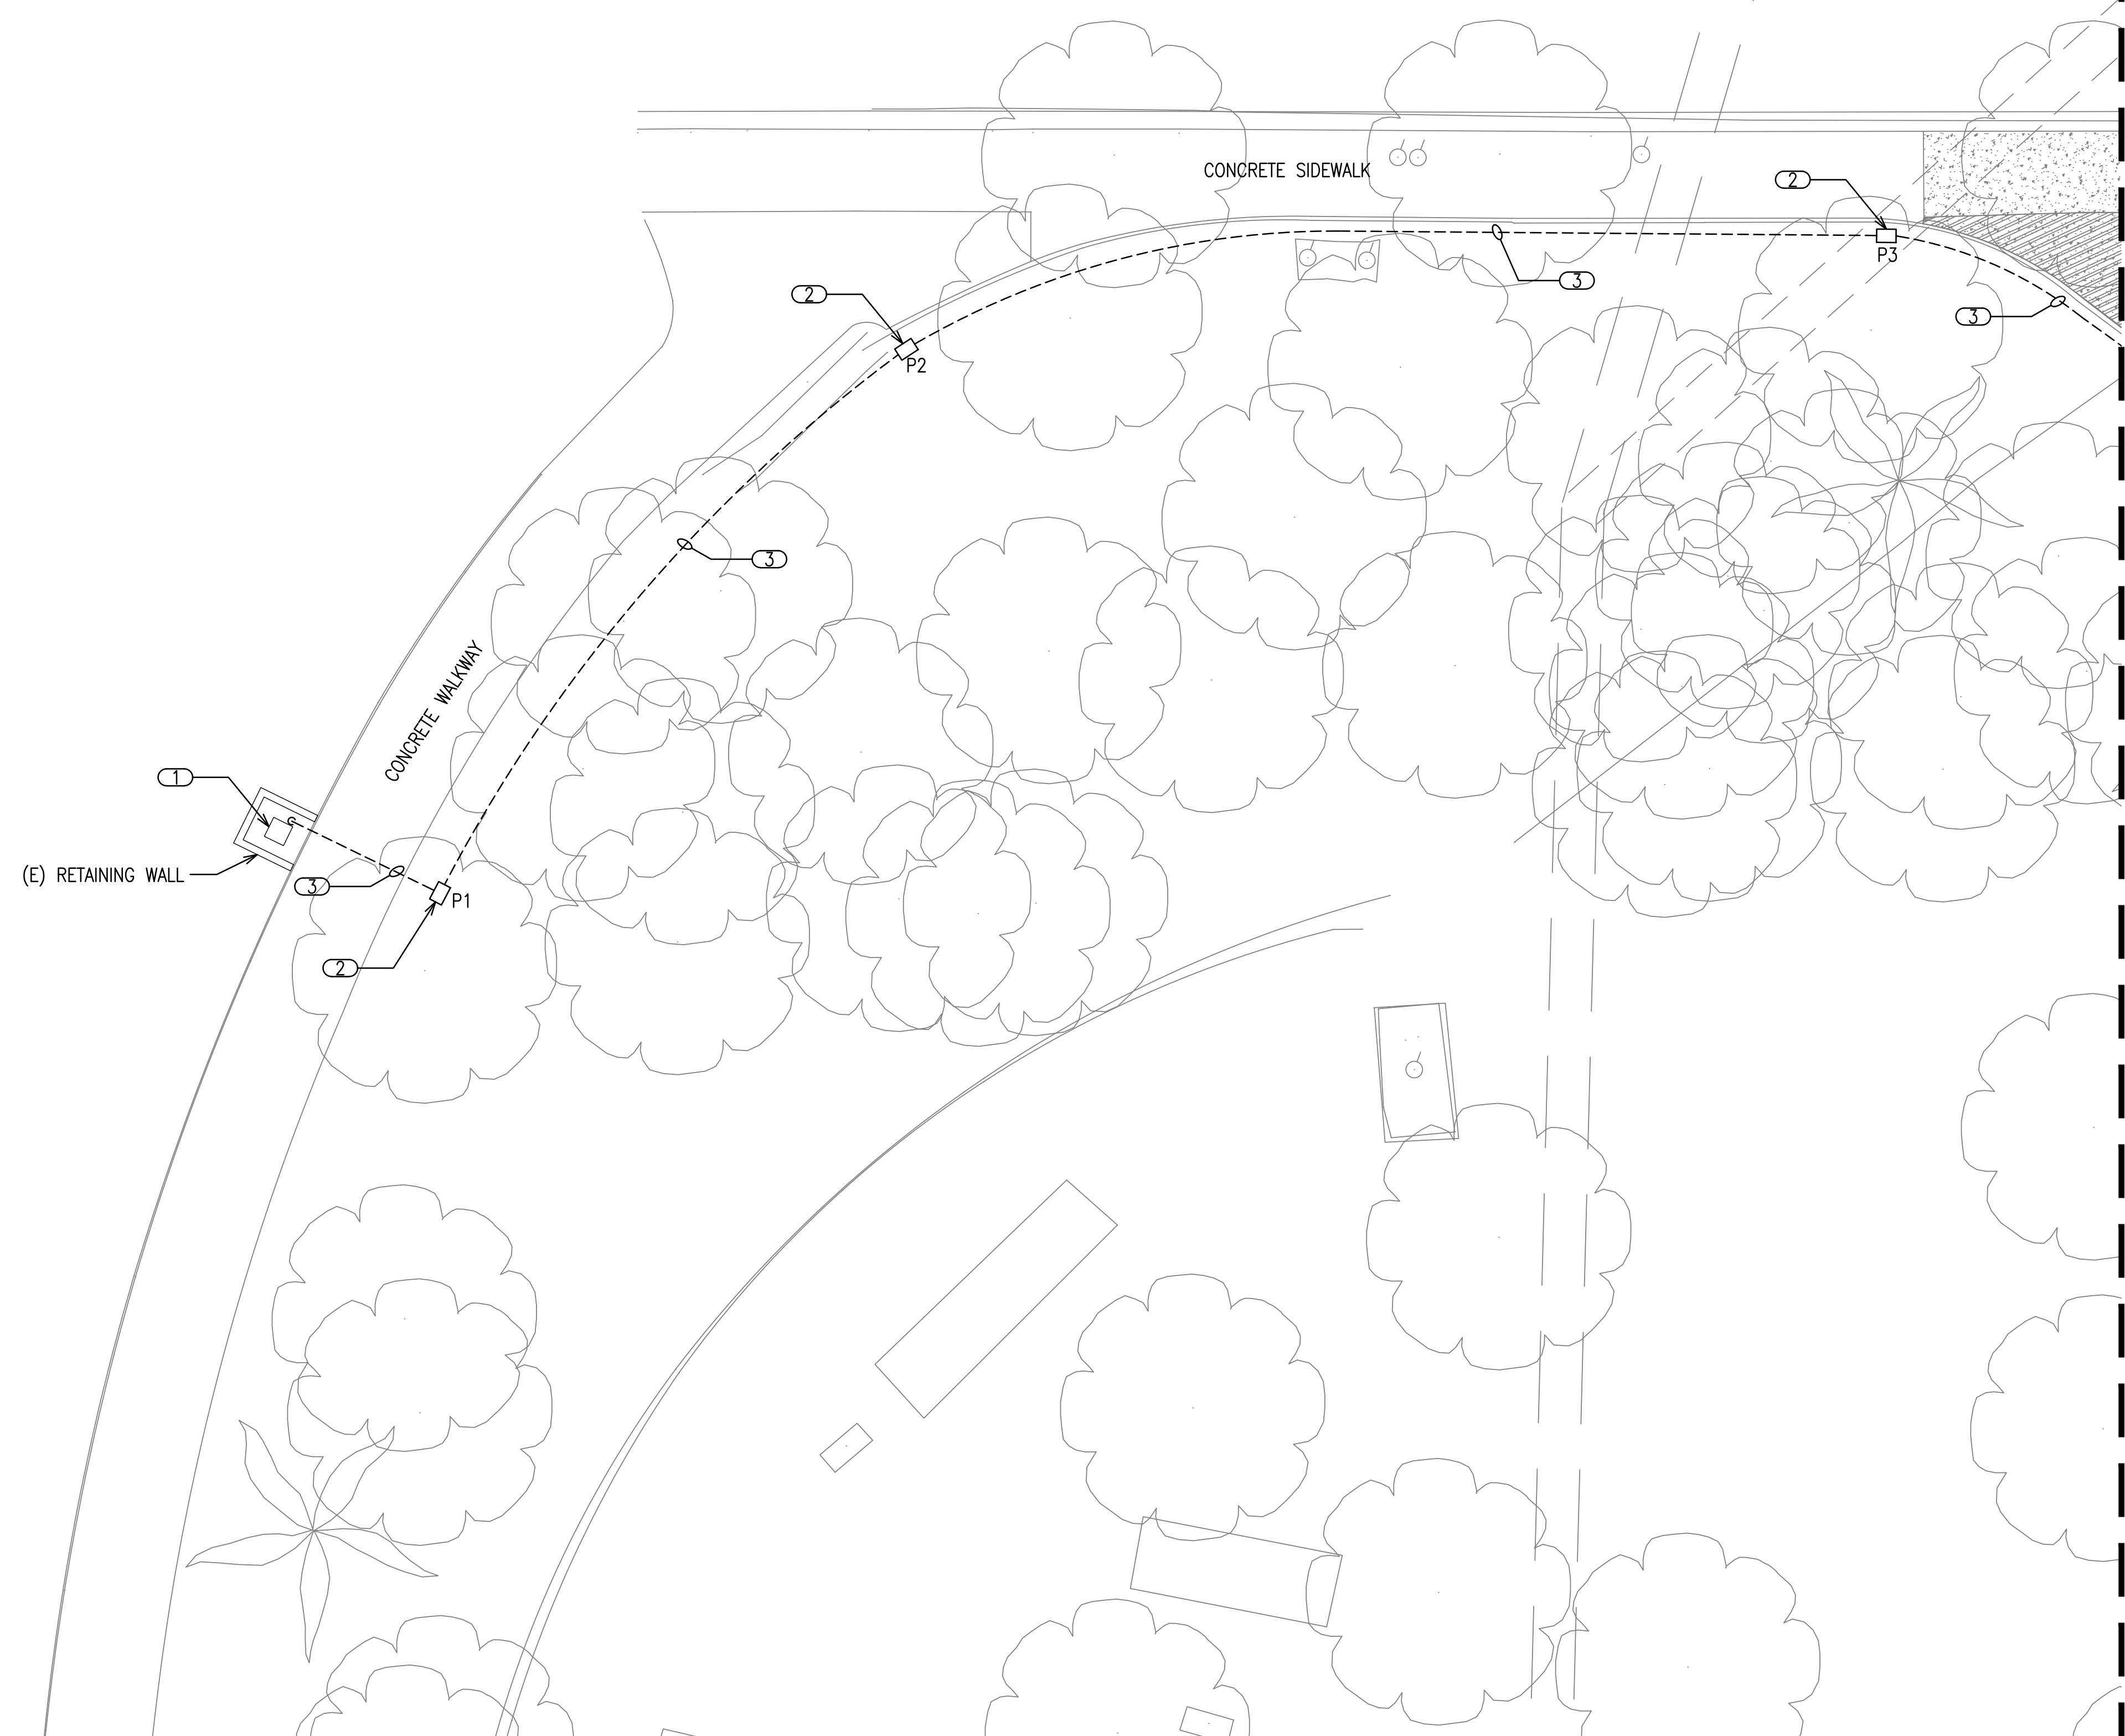 CONCRETE SIDEWALK
2
P3
3
2
P2
3
3
CONCRETE WALKWAY
1
(E) RETAINING WALL
3
P1
2